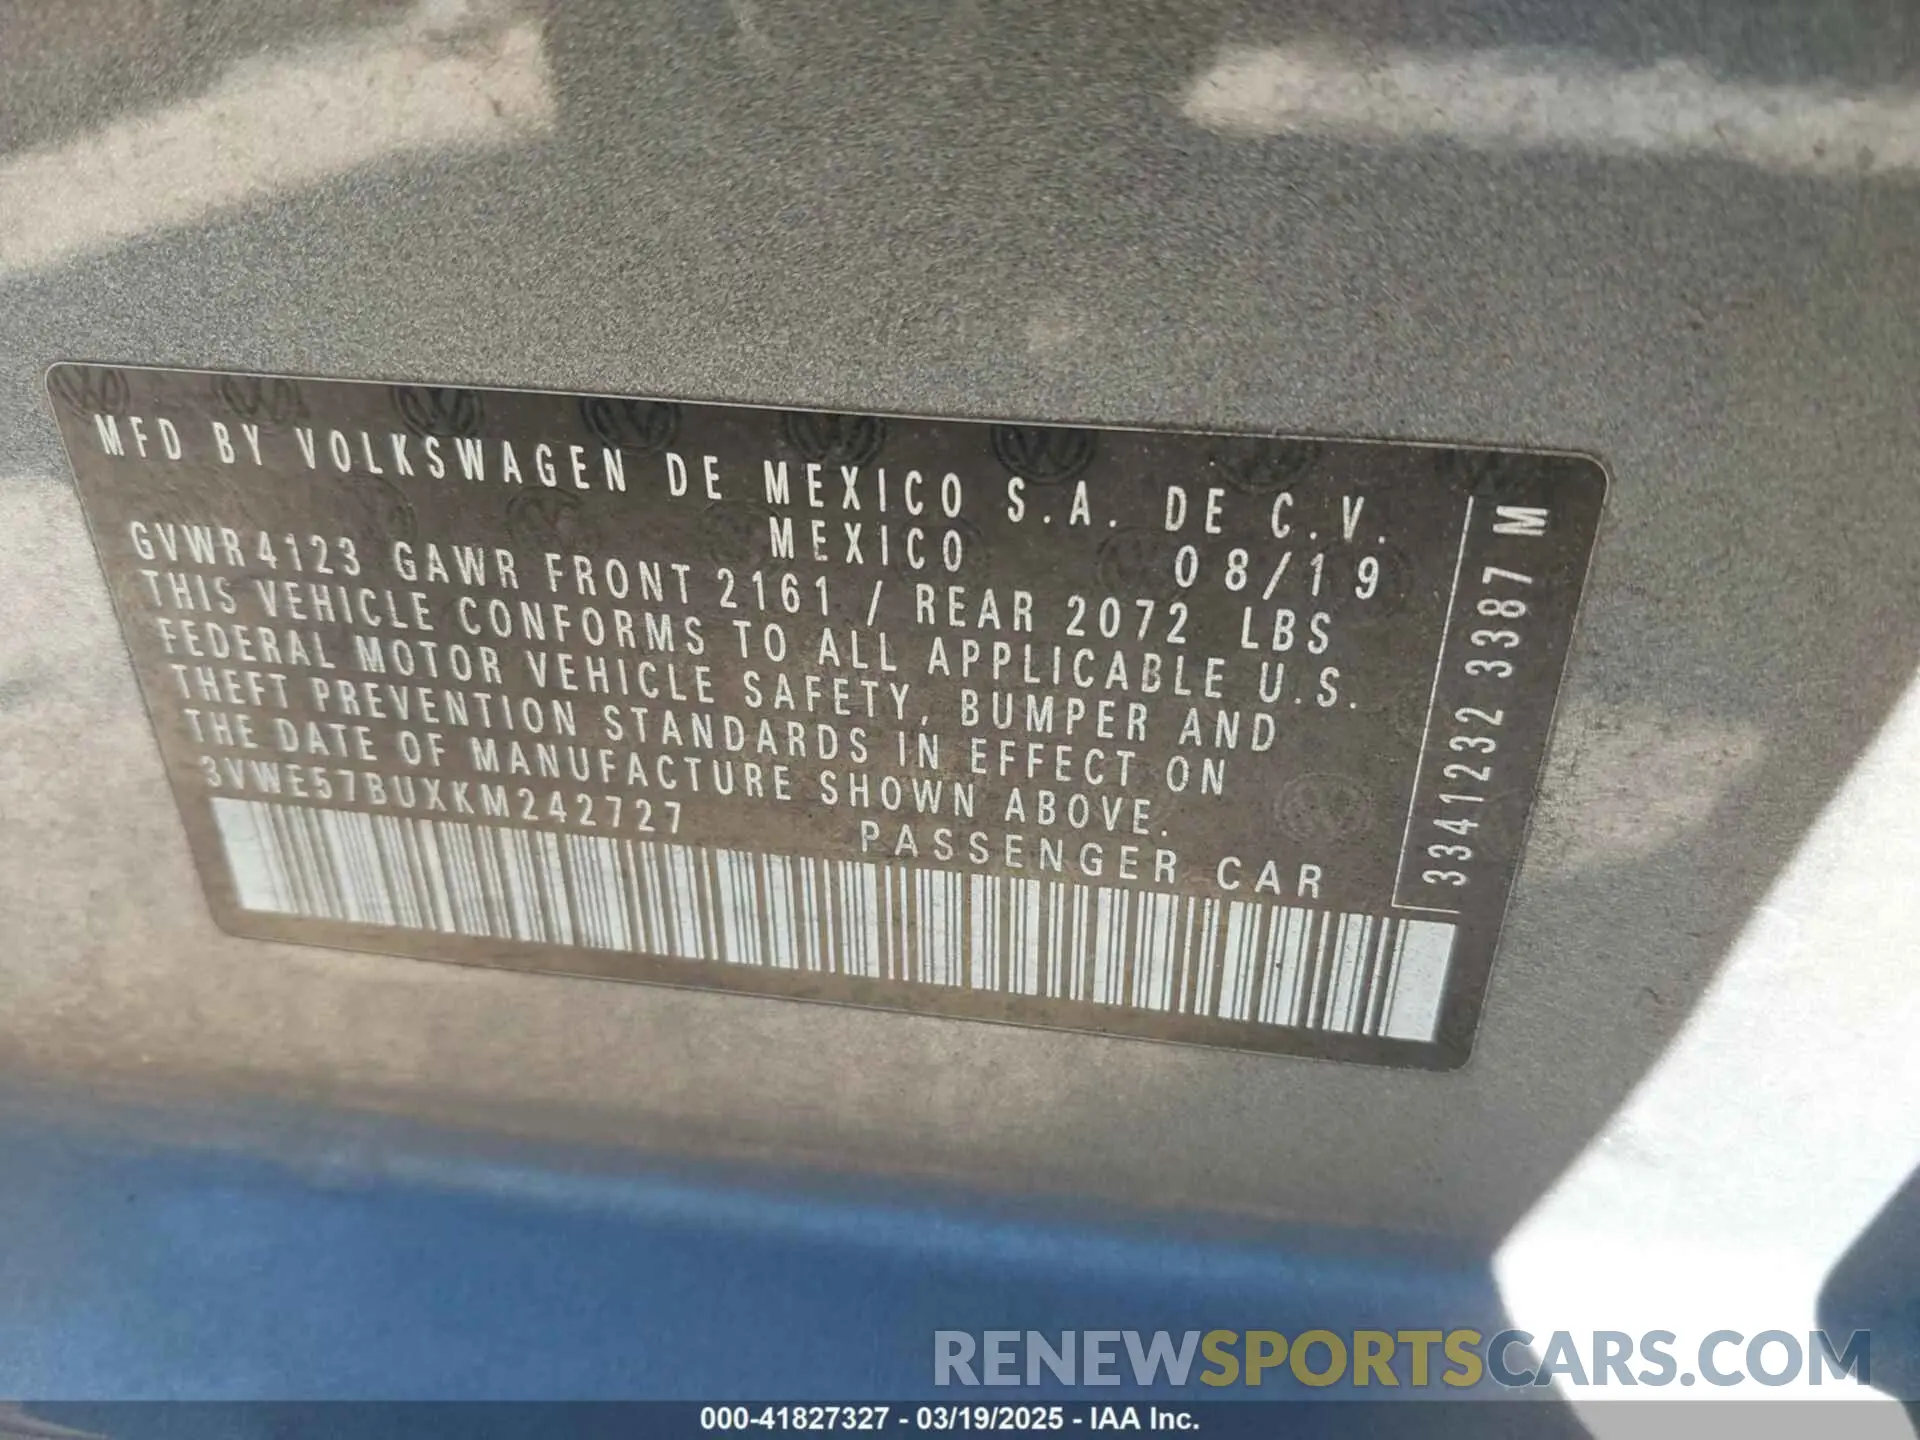 MFD BY VOLKSWAGEN DE MEXICO S.A. DE C.V.
MEXICO 08/19
GVWR 4123 GAWR FRONT 2161 / REAR 2072 LBS
THIS VEHICLE CONFORMS TO ALL APPLICABLE U.S.
FEDERAL MOTOR VEHICLE SAFETY, BUMPER AND
THEFT PREVENTION STANDARDS IN EFFECT ON
THE DATE OF MANUFACTURE SHOWN ABOVE.
3VWE57BUXKM242727 PASSENGER CAR
3341232 3387 M
RENEWSPORTSCARS.COM
000-41827327 - 03/19/2025 - IAA Inc.